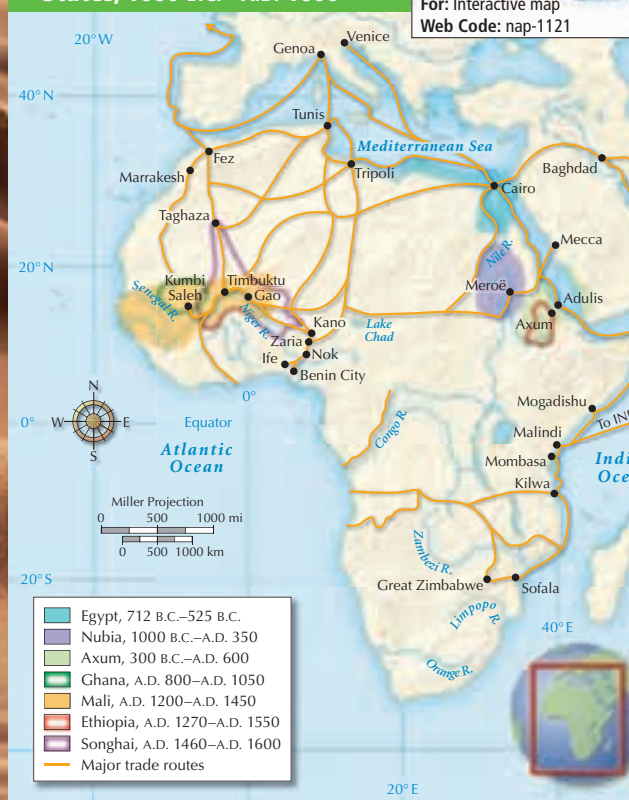 States, 1000 B.C.–A.D. 1600
For: Interactive map
Web Code: nap-1121
20°W
Venice
Genoa
40°N
Tunis
Mediterranean Sea
Fez
Tripoli
Baghdad
Marrakesh
Cairo
Taghaza
Mecca
Nile R.
20°N
Kumbi
Saleh
Timbuktu
Gao
Meroë
Adulis
Senegal R.
Niger R.
Axum
Kano
Lake
Chad
Zaria
Nok
Ife
Benin City
N
0°
Mogadishu
0°
W
E
Equator
Congo R.
To IN
Malindi
S
Atlantic
Ocean
Mombasa
Indi
Oce
Kilwa
Miller Projection
0 500 1000 mi
0 500 1000 km
Zambezi R.
20°S
Great Zimbabwe
Sofala
Limpopo R.
40°E
Orange R.
Egypt, 712 B.C.–525 B.C.
Nubia, 1000 B.C.–A.D. 350
Axum, 300 B.C.–A.D. 600
Ghana, A.D. 800–A.D. 1050
Mali, A.D. 1200–A.D. 1450
Ethiopia, A.D. 1270–A.D. 1550
Songhai, A.D. 1460–A.D. 1600
Major trade routes
20°E